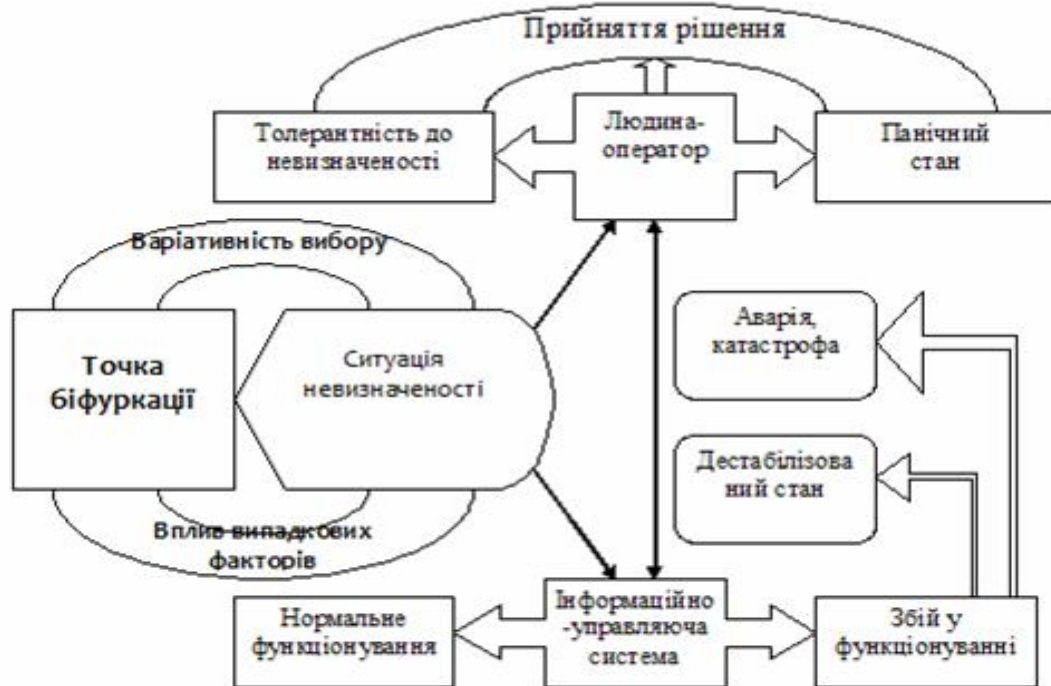 Прийняття рішення
Толерантність до
невизначеності
Людина-
оператор
Панічний
стан
Варіативність вибору
Точка
біфуркації
Ситуація
невизначеності
Аварія,
катастрофа
Дестабілізова
ний стан
Вплив випадкових
факторів
Нормальне
функціонування
Інформаційно
-управляюча
система
Збій у
функціонуванні